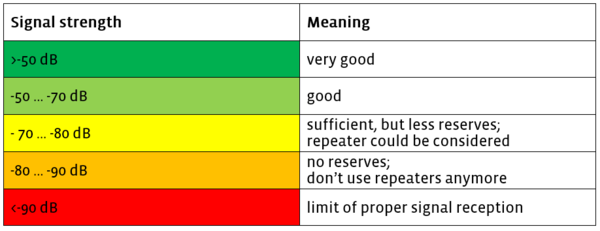 Signal strength Meaning
>-50 dB very good
-50 ... -70 dB good
- 70 ... -80 dB sufficient, but less reserves;
repeater could be considered
-80 ... -90 dB no reserves;
don't use repeaters anymore
<-90 dB limit of proper signal reception